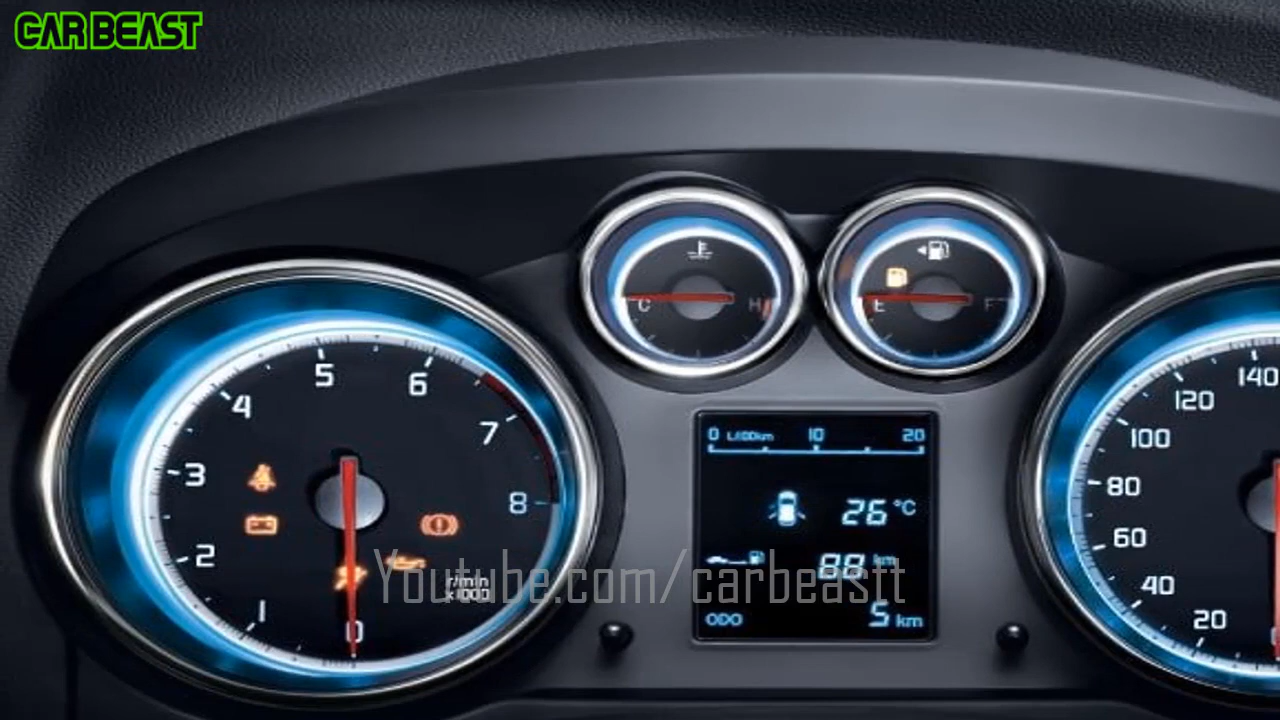 CAR BEAST
C H
E F
5 6
4 7
3 8
2
1 0
r/min
x1000
0 L/100km 10 20
26 °C
88 km
ODO 5 km
140
120
100
80
60
40
20
Youtube.com/carbeastt